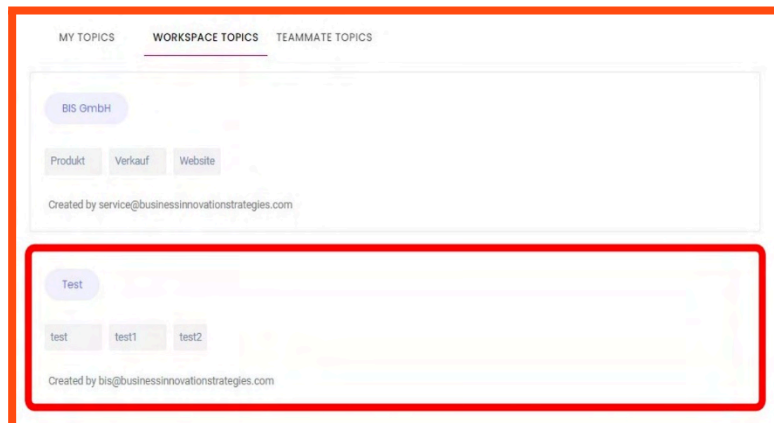 MY TOPICS WORKSPACE TOPICS TEAMMATE TOPICS
BIS GmbH
Produkt Verkauf Website
Created by service@businessinnovationstrategies.com
Test
test test1 test2
Created by bis@businessinnovationstrategies.com